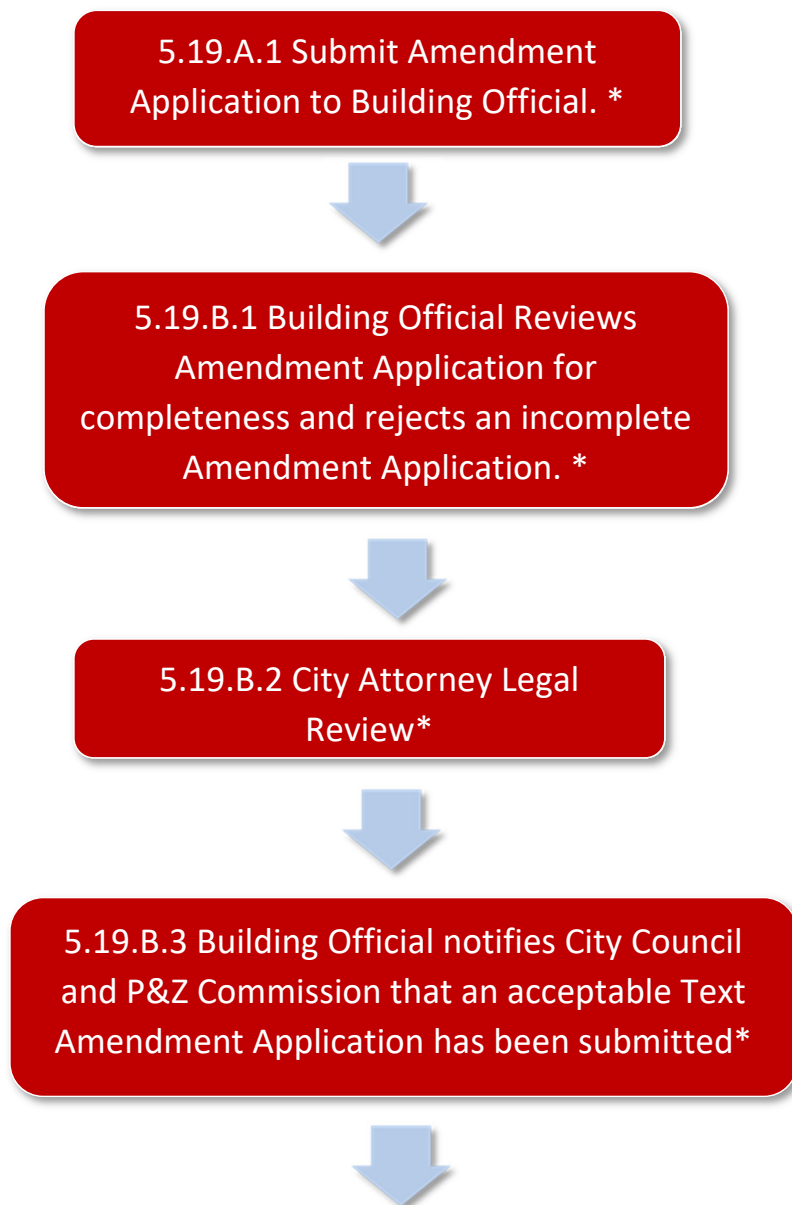 5.19.A.1 Submit Amendment
Application to Building Official. *
5.19.B.1 Building Official Reviews
Amendment Application for
completeness and rejects an incomplete
Amendment Application. *
5.19.B.2 City Attorney Legal
Review*
5.19.B.3 Building Official notifies City Council
and P&Z Commission that an acceptable Text
Amendment Application has been submitted*